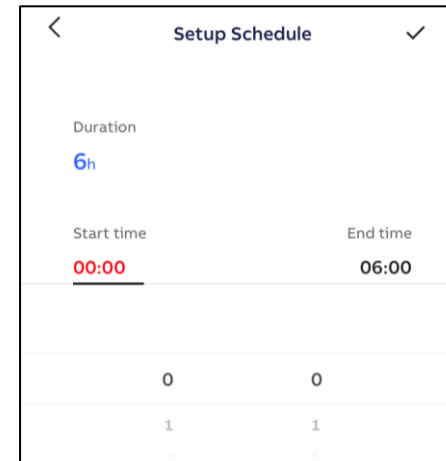 Setup Schedule
Duration
6h
Start time End time
00:00 06:00
0 0
1 1